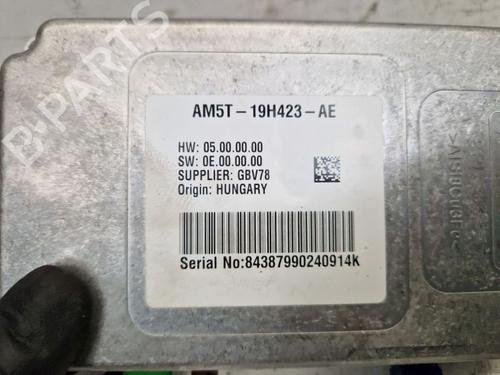 B-PARTS
AM5T-19H423-AE
HW: 05.00.00.00
SW: 0E.00.00.00
SUPPLIER: GBV78
Origin: HUNGARY
Serial No:84387990240914K